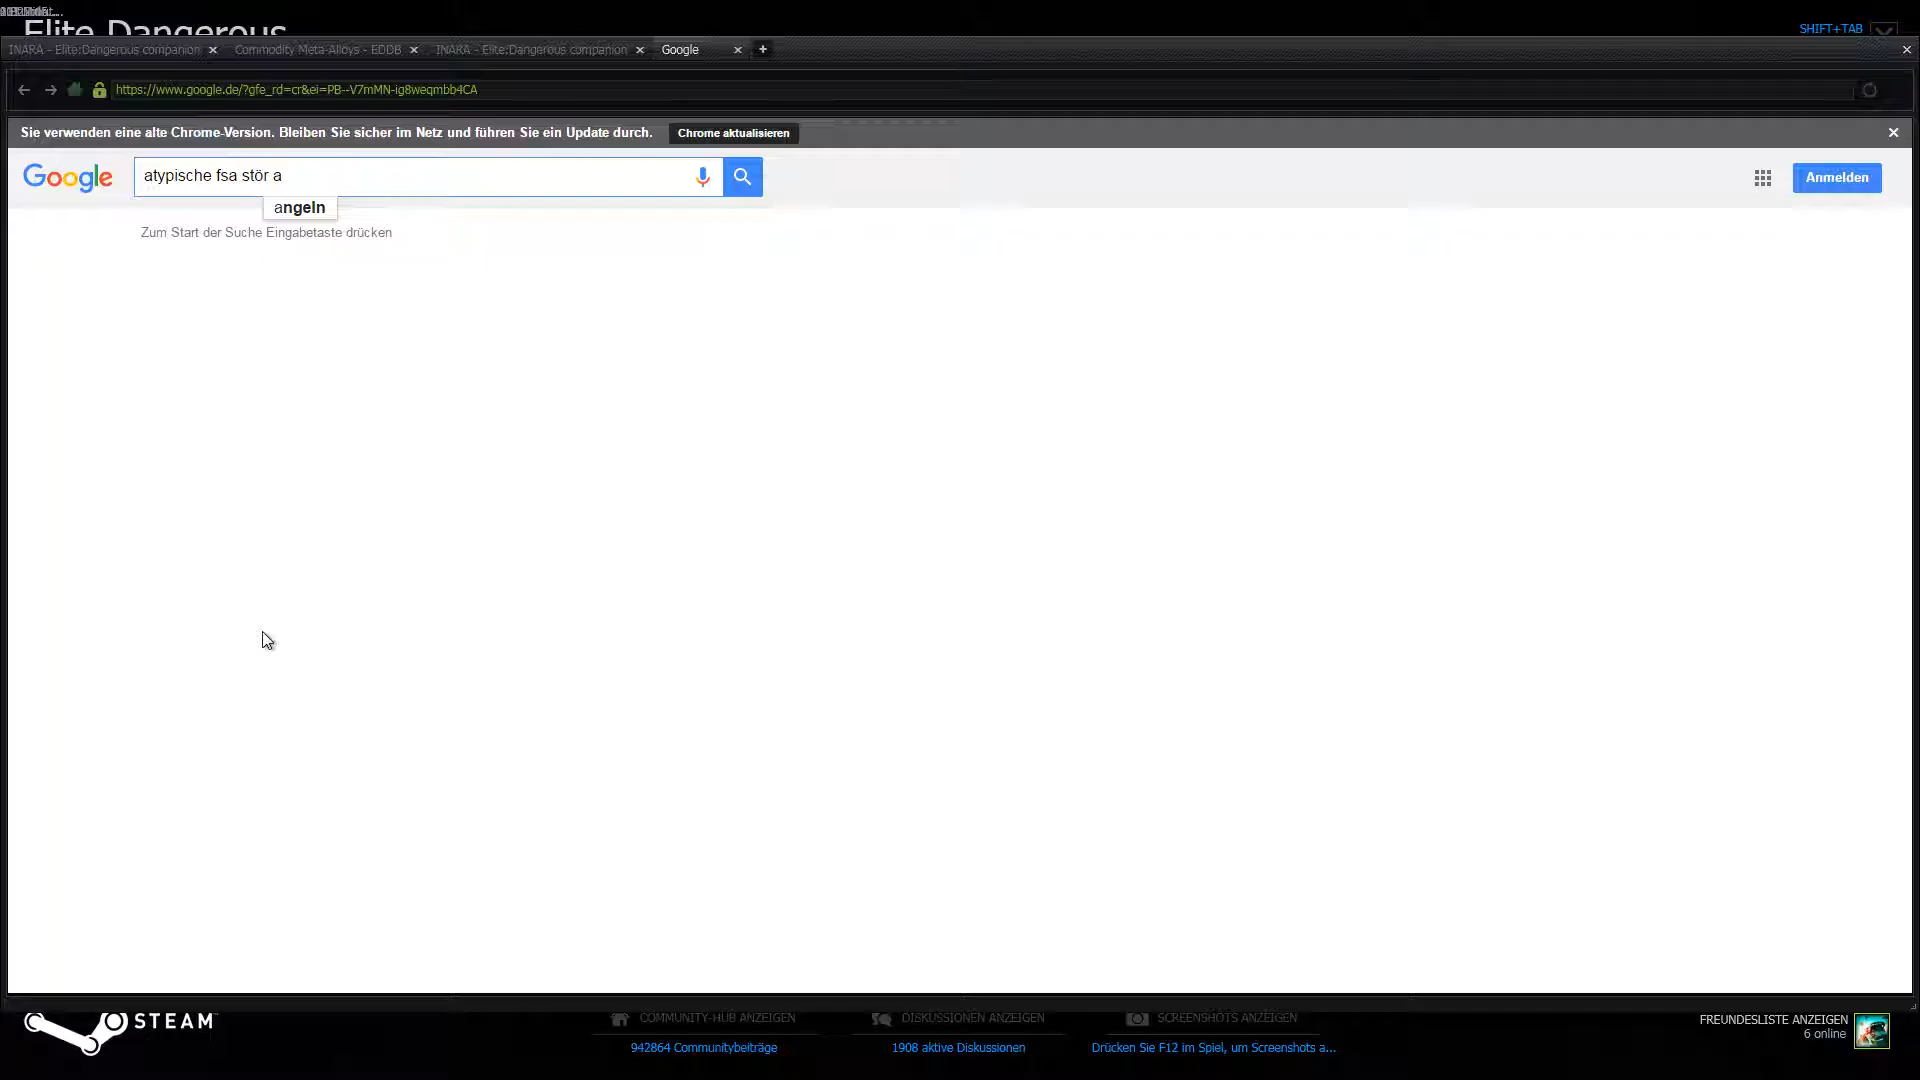 Elite Dangerous
SHIFT+TAB
INARA - Elite:Dangerous companion
Commodity Meta-Alloys - EDDB
INARA - Elite:Dangerous companion
Google
https://www.google.de/?gfe_rd=cr&ei=PB--V7mMN-ig8weqmbb4CA
Sie verwenden eine alte Chrome-Version. Bleiben Sie sicher im Netz und führen Sie ein Update durch.
Chrome aktualisieren
Google
atypische fsa stör a
Anmelden
angeln
Zum Start der Suche Eingabetaste drücken
STEAM
COMMUNITY-HUB ANZEIGEN
942864 Communitybeiträge
DISKUSSIONEN ANZEIGEN
1908 aktive Diskussionen
SCREENSHOTS ANZEIGEN
Drücken Sie F12 im Spiel, um Screenshots a...
FREUNDESLISTE ANZEIGEN
6 online